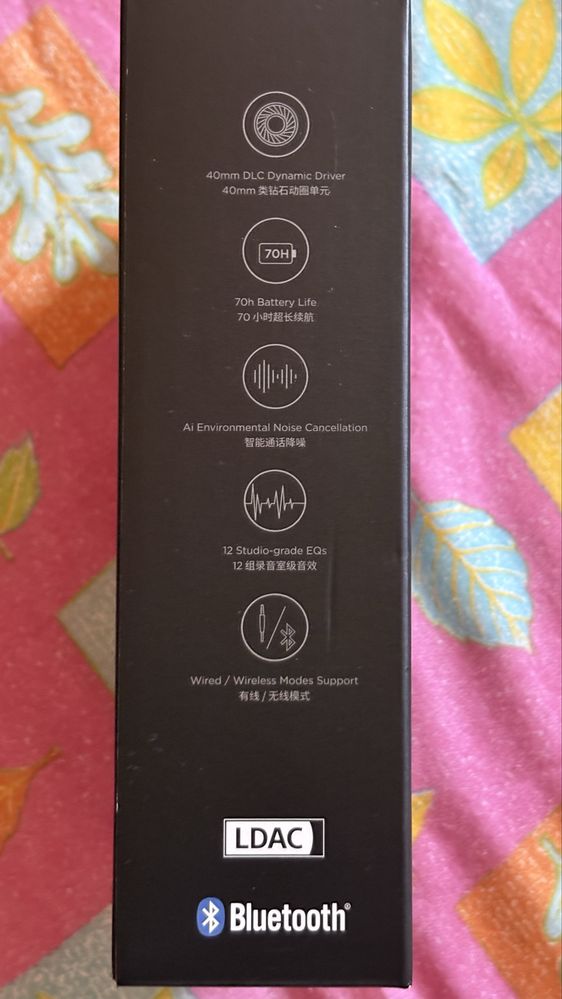 40mm DLC Dynamic Driver
40mm 类钻石动圈单元
70H
70h Battery Life
70 小时超长续航
Ai Environmental Noise Cancellation
智能通话降噪
12 Studio-grade EQs
12 组录音室级音效
Wired / Wireless Modes Support
有线 / 无线模式
LDAC
Bluetooth®